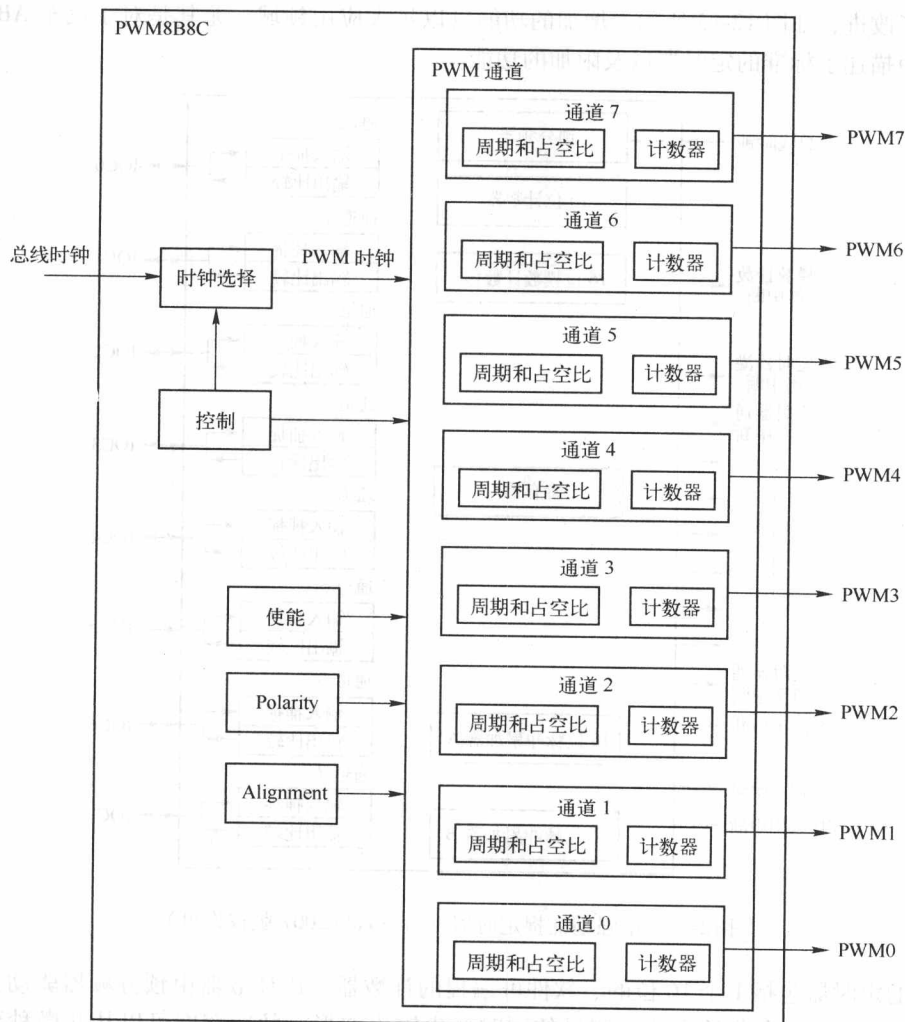 PWM8B8C
PWM 通道
通道 7
周期和占空比
计数器
PWM7
通道 6
周期和占空比
计数器
PWM6
总线时钟
时钟选择
PWM 时钟
通道 5
周期和占空比
计数器
PWM5
控制
通道 4
周期和占空比
计数器
PWM4
通道 3
周期和占空比
计数器
PWM3
使能
通道 2
周期和占空比
计数器
PWM2
Polarity
Alignment
通道 1
周期和占空比
计数器
PWM1
通道 0
周期和占空比
计数器
PWM0